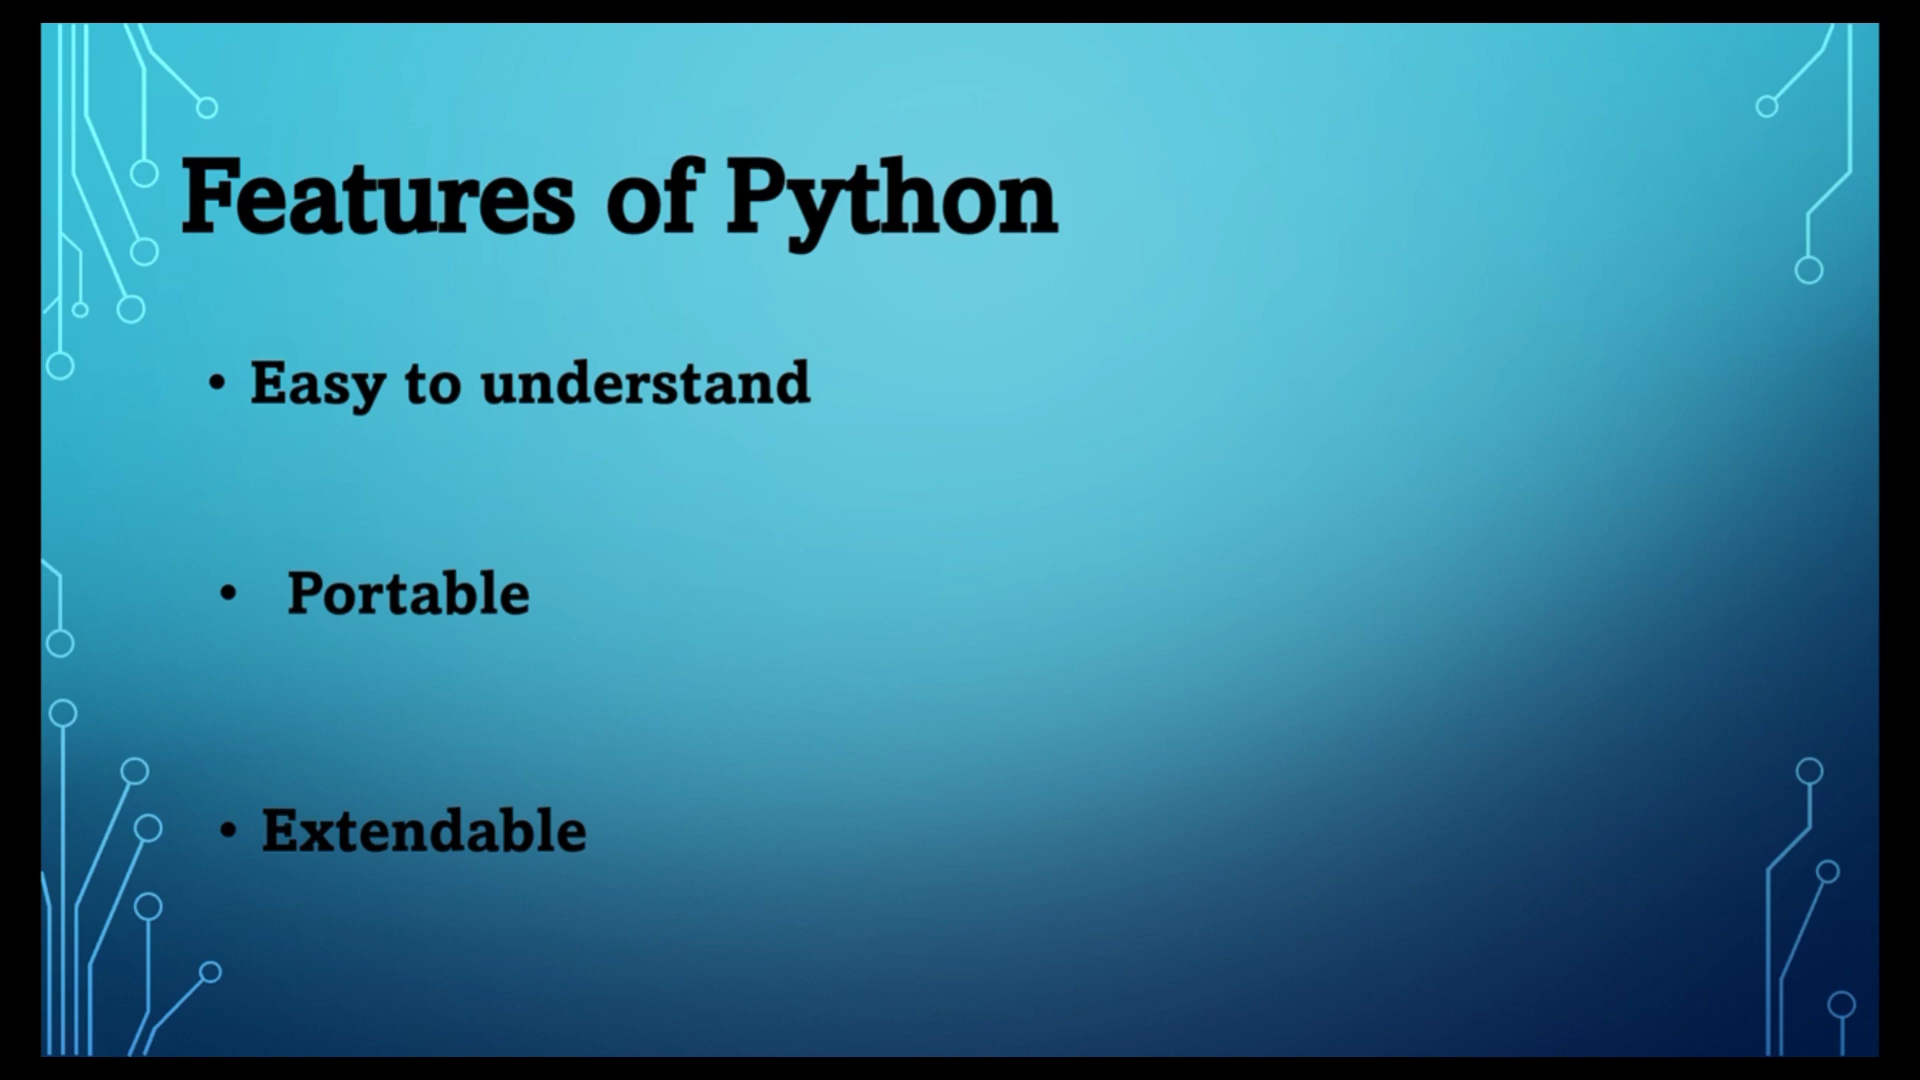 Features of Python
• Easy to understand
• Portable
• Extendable